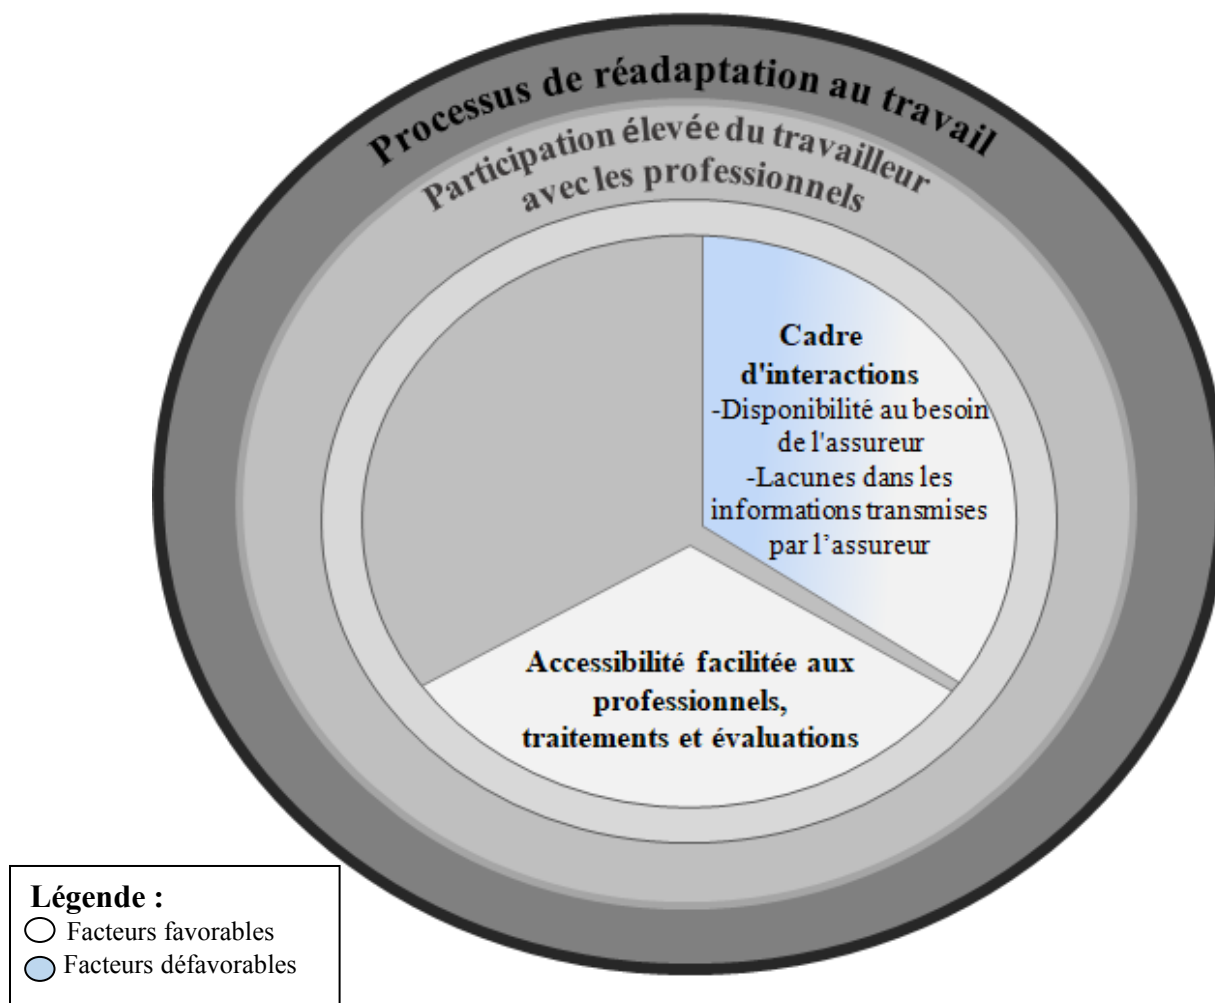 Processus de réadaptation au travail
Participation élevée du travailleur
avec les professionnels
Cadre
d'interactions
-Disponibilité au besoin
de l'assureur
-Lacunes dans les
informations transmises
par l’assureur
Accessibilité facilitée aux
professionnels,
traitements et évaluations
Légende :
Facteurs favorables
Facteurs défavorables